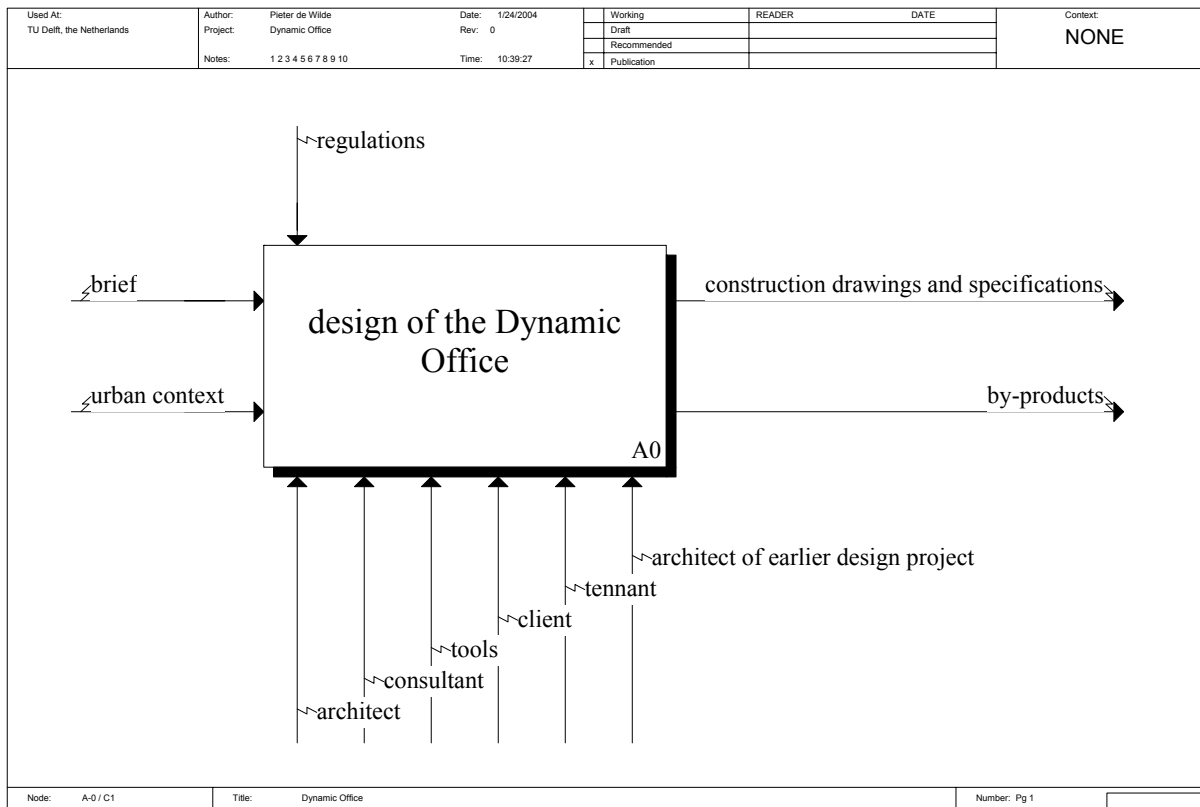 Used At:
TU Delft, the Netherlands
Author: Pieter de Wilde
Project: Dynamic Office
Notes: 1 2 3 4 5 6 7 8 9 10
Date: 1/24/2004
Rev: 0
Time: 10:39:27
Working
Draft
Recommended
x Publication
READER DATE
Context:
NONE
regulations
brief
urban context
design of the Dynamic
Office
A0
construction drawings and specifications
by-products
architect of earlier design project
tennant
client
tools
consultant
architect
Node: A-0 / C1
Title: Dynamic Office
Number: Pg 1